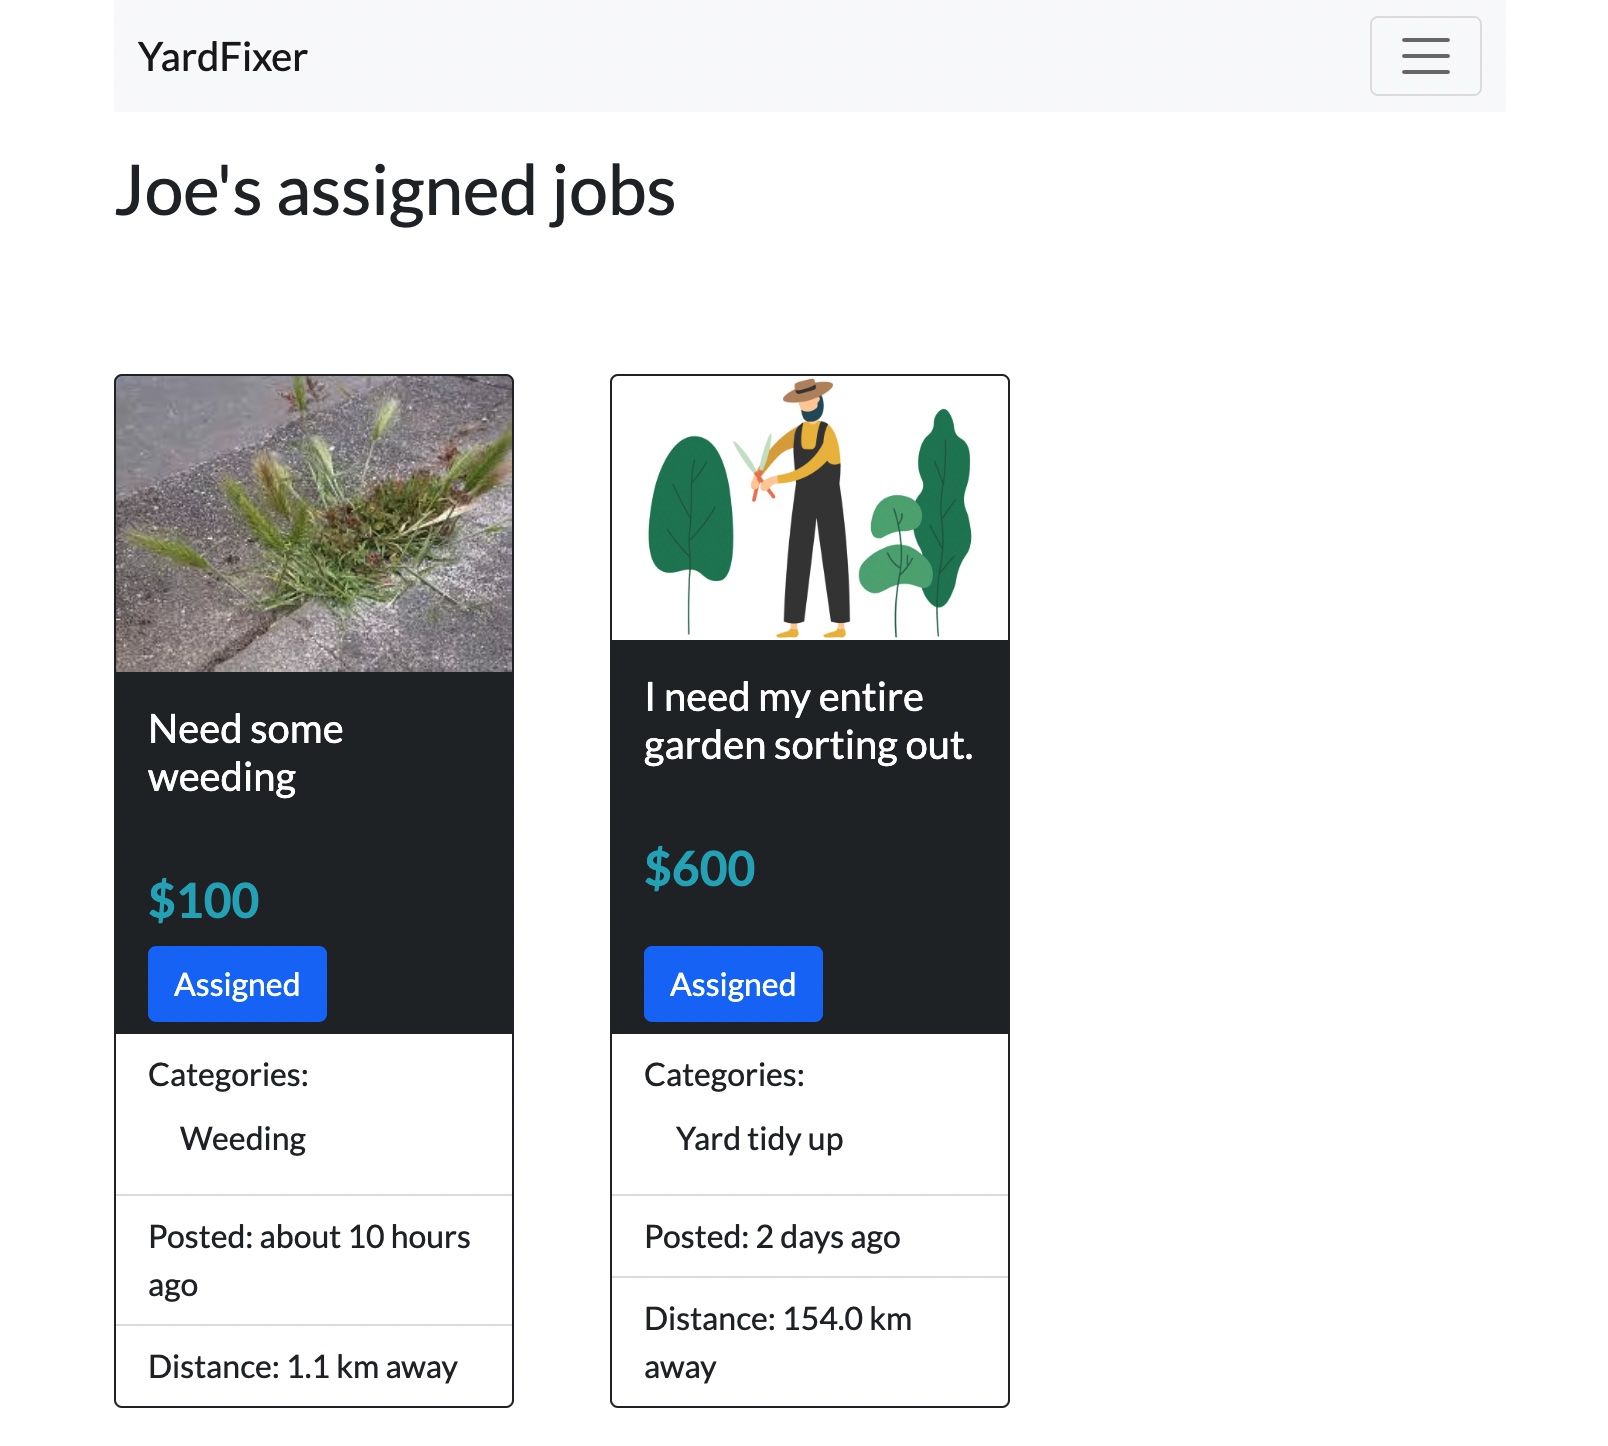 YardFixer
Joe's assigned jobs
Need some
weeding
$100
Assigned
Categories:
Weeding
Posted: about 10 hours
ago
Distance: 1.1 km away
I need my entire
garden sorting out.
$600
Assigned
Categories:
Yard tidy up
Posted: 2 days ago
Distance: 154.0 km
away